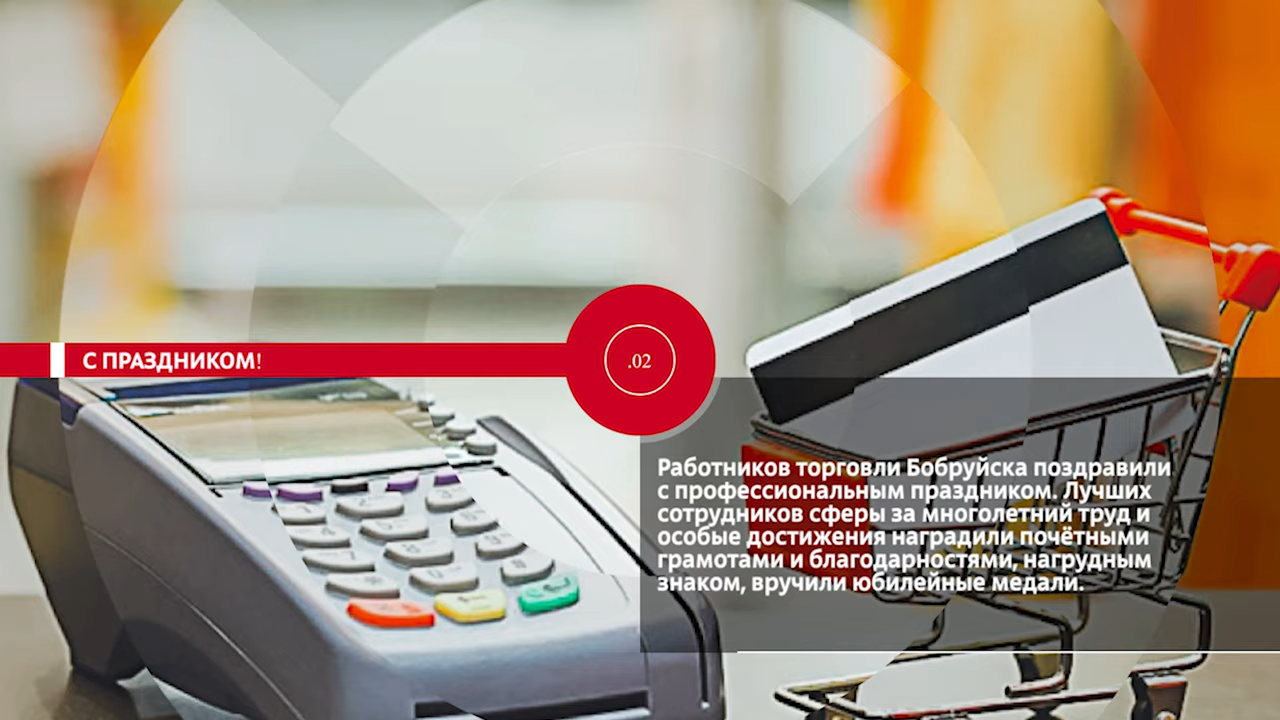 С ПРАЗДНИКОМ!
.02
Работников торговли Бобруйска поздравили
с профессиональным праздником. Лучших
сотрудников сферы за многолетний труд и
особые достижения наградили почётными
грамотами и благодарностями, нагрудным
знаком, вручили юбилейные медали.